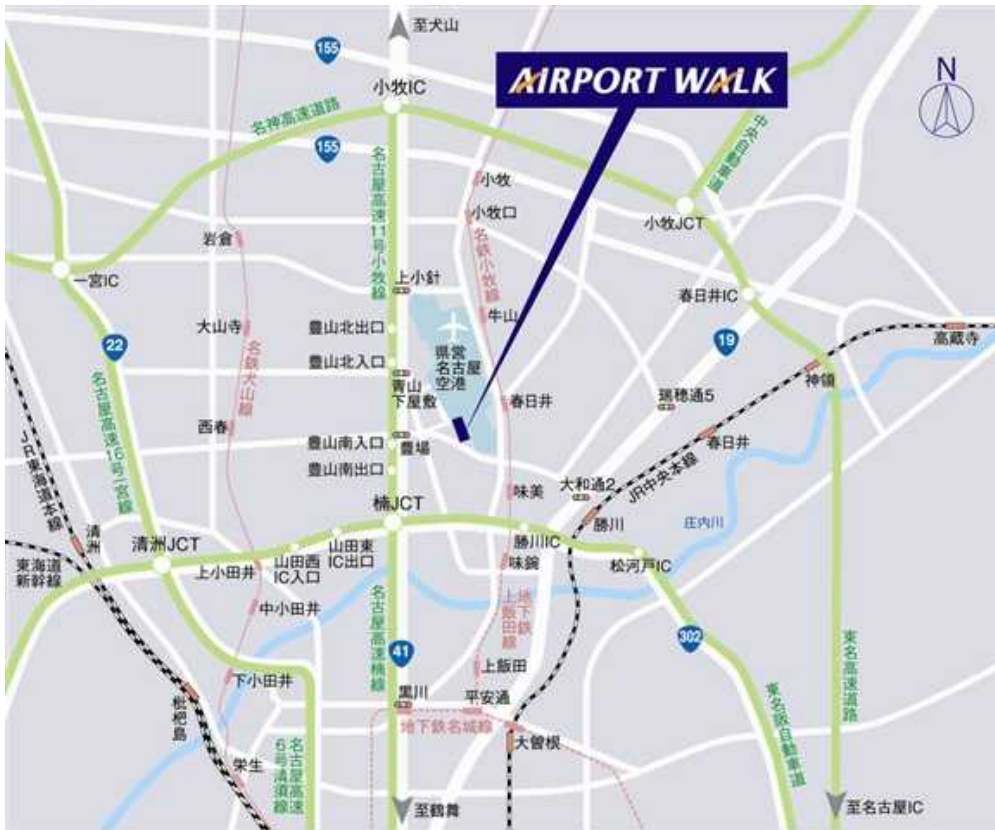 至犬山
155
AIRPORT WALK
N
小牧IC
名神高速道路
155
中央自動車道
小牧
小牧口
小牧JCT
名古屋高速11号小牧線
名鉄小牧線
岩倉
一宮IC
上小針
春日井IC
牛山
大山寺
豊山北出口
県営
名古屋
空港
19
高蔵寺
22
名鉄犬山線
豊山北入口
青山
下屋敷
神領
春日井
瑞穂通5
名古屋高速16号一宮線
西春
豊山南入口
豊場
春日井
JR東海道本線
豊山南出口
JR中央本線
味美
大和通2
楠JCT
勝川
庄内川
清洲
清洲JCT
山田東
IC出口
勝川IC
東海道
新幹線
上小田井
山田西
IC入口
味鋺
松河戸IC
中小田井
名古屋高速楠線
地下鉄
上飯田線
302
東名高速道路
41
下小田井
上飯田
枇杷島
黒川
平安通
東名阪自動車道
地下鉄名城線
大曽根
名古屋高速
6号清須線
栄生
至鶴舞
至名古屋IC